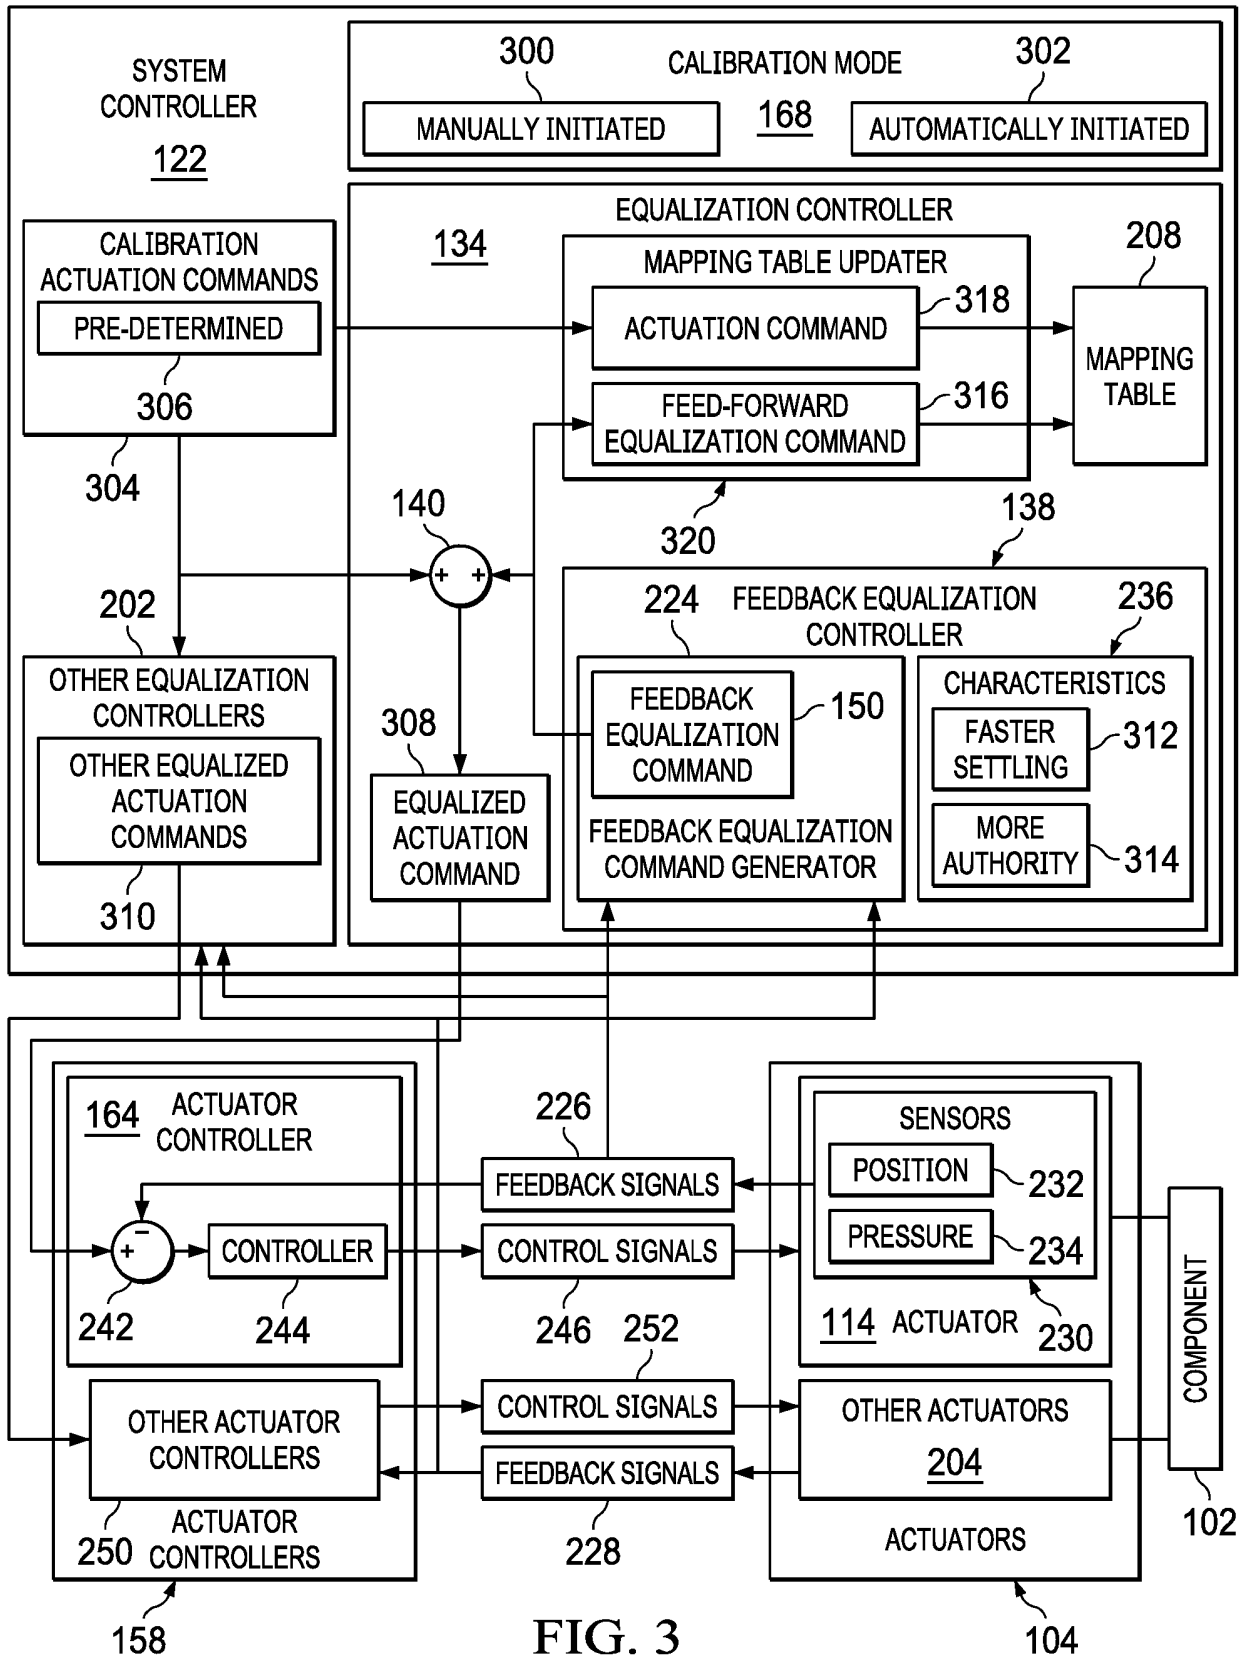 SYSTEM
CONTROLLER
122
300
CALIBRATION MODE
302
MANUALLY INITIATED
168
AUTOMATICALLY INITIATED
EQUALIZATION CONTROLLER
134
CALIBRATION
ACTUATION COMMANDS
PRE-DETERMINED
306
304
MAPPING TABLE UPDATER
ACTUATION COMMAND
318
FEED-FORWARD
EQUALIZATION COMMAND
316
320
208
MAPPING
TABLE
140
+ +
138
FEEDBACK EQUALIZATION
CONTROLLER
224
236
202
OTHER EQUALIZATION
CONTROLLERS
OTHER EQUALIZED
ACTUATION
COMMANDS
310
308
EQUALIZED
ACTUATION
COMMAND
FEEDBACK
EQUALIZATION
COMMAND
150
FEEDBACK EQUALIZATION
COMMAND GENERATOR
CHARACTERISTICS
FASTER
SETTLING
312
MORE
AUTHORITY
314
164
ACTUATOR
CONTROLLER
−
+
242
CONTROLLER
244
226
FEEDBACK SIGNALS
CONTROL SIGNALS
246
252
CONTROL SIGNALS
FEEDBACK SIGNALS
228
SENSORS
POSITION
232
PRESSURE
234
114
ACTUATOR
230
OTHER ACTUATORS
204
ACTUATORS
104
COMPONENT
102
OTHER ACTUATOR
CONTROLLERS
250
ACTUATOR
CONTROLLERS
158
FIG. 3